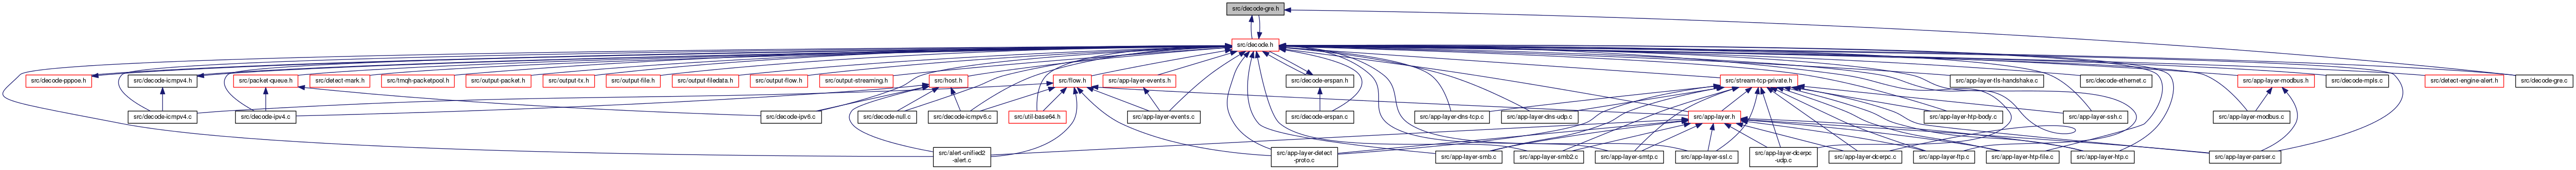 src/decode-gre.h
src/decode.h
src/decode-pppoe.h
src/decode-icmpv4.h
src/packet-queue.h
src/detect-mark.h
src/tmqh-packetpool.h
src/output-packet.h
src/output-tx.h
src/output-file.h
src/output-filedata.h
src/output-flow.h
src/output-streaming.h
src/host.h
src/flow.h
src/app-layer-events.h
src/decode-erspan.h
src/stream-tcp-private.h
src/app-layer-tls-handshake.c
src/decode-ethernet.c
src/app-layer-modbus.h
src/decode-mpls.c
src/detect-engine-alert.h
src/decode-gre.c
src/decode-icmpv4.c
src/decode-ipv4.c
src/decode-ipv6.c
src/decode-null.c
src/decode-icmpv6.c
src/util-base64.h
src/app-layer-events.c
src/decode-erspan.c
src/app-layer-dns-tcp.c
src/app-layer-dns-udp.c
src/app-layer.h
src/app-layer-htp-body.c
src/app-layer-ssh.c
src/app-layer-modbus.c
src/alert-unified2
-alert.c
src/app-layer-detect
-proto.c
src/app-layer-smb.c
src/app-layer-smb2.c
src/app-layer-smtp.c
src/app-layer-ssl.c
src/app-layer-dcerpc
-udp.c
src/app-layer-dcerpc.c
src/app-layer-ftp.c
src/app-layer-htp-file.c
src/app-layer-htp.c
src/app-layer-parser.c